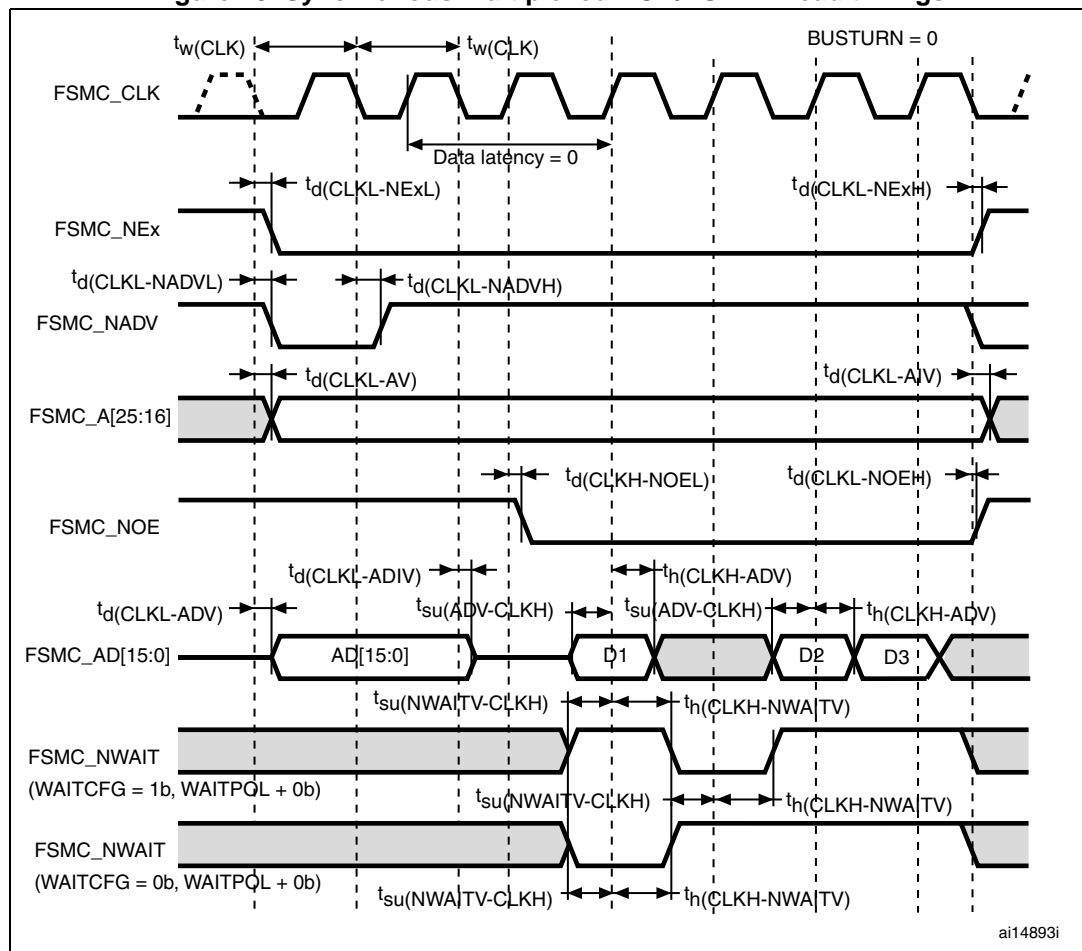 tw(CLK) tw(CLK) BUSTURN = 0
FSMC_CLK
Data latency = 0
td(CLKL-NExL) td(CLKL-NExH)
FSMC_NEx
td(CLKL-NADVL) td(CLKL-NADVH)
FSMC_NADV
td(CLKL-AV) td(CLKL-AIV)
FSMC_A[25:16]
td(CLKH-NOEL) td(CLKL-NOEH)
FSMC_NOE
td(CLKL-ADIV) th(CLKH-ADV)
td(CLKL-ADV) tsu(ADV-CLKH) tsu(ADV-CLKH) th(CLKH-ADV)
FSMC_AD[15:0] AD[15:0] D1 D2 D3
tsu(NWAITV-CLKH) th(CLKH-NWAITV)
FSMC_NWAIT
(WAITCFG = 1b, WAITPOL + 0b)
tsu(NWAITV-CLKH) th(CLKH-NWAITV)
FSMC_NWAIT
(WAITCFG = 0b, WAITPOL + 0b)
tsu(NWAITV-CLKH) th(CLKH-NWAITV)
ai14893i